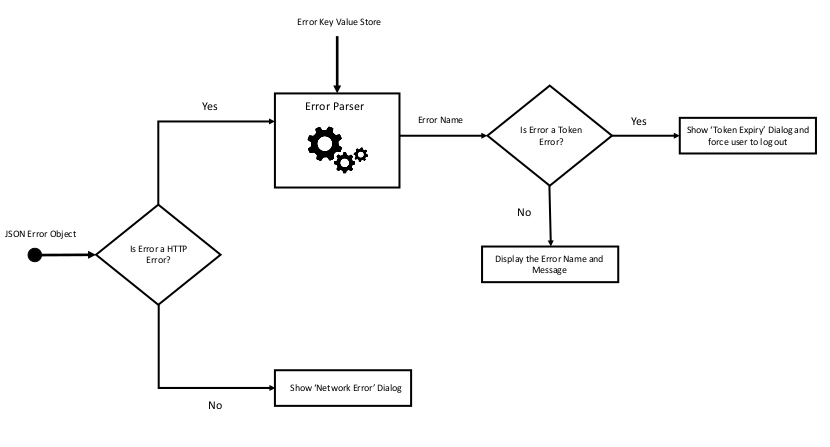 Error Key Value Store
Yes
Error Parser
Error Name
Is Error a Token
Error?
Yes
Show ‘Token Expiry’ Dialog and
force user to log out
No
JSON Error Object
Is Error a HTTP
Error?
Display the Error Name and
Message
Show ‘Network Error’ Dialog
No